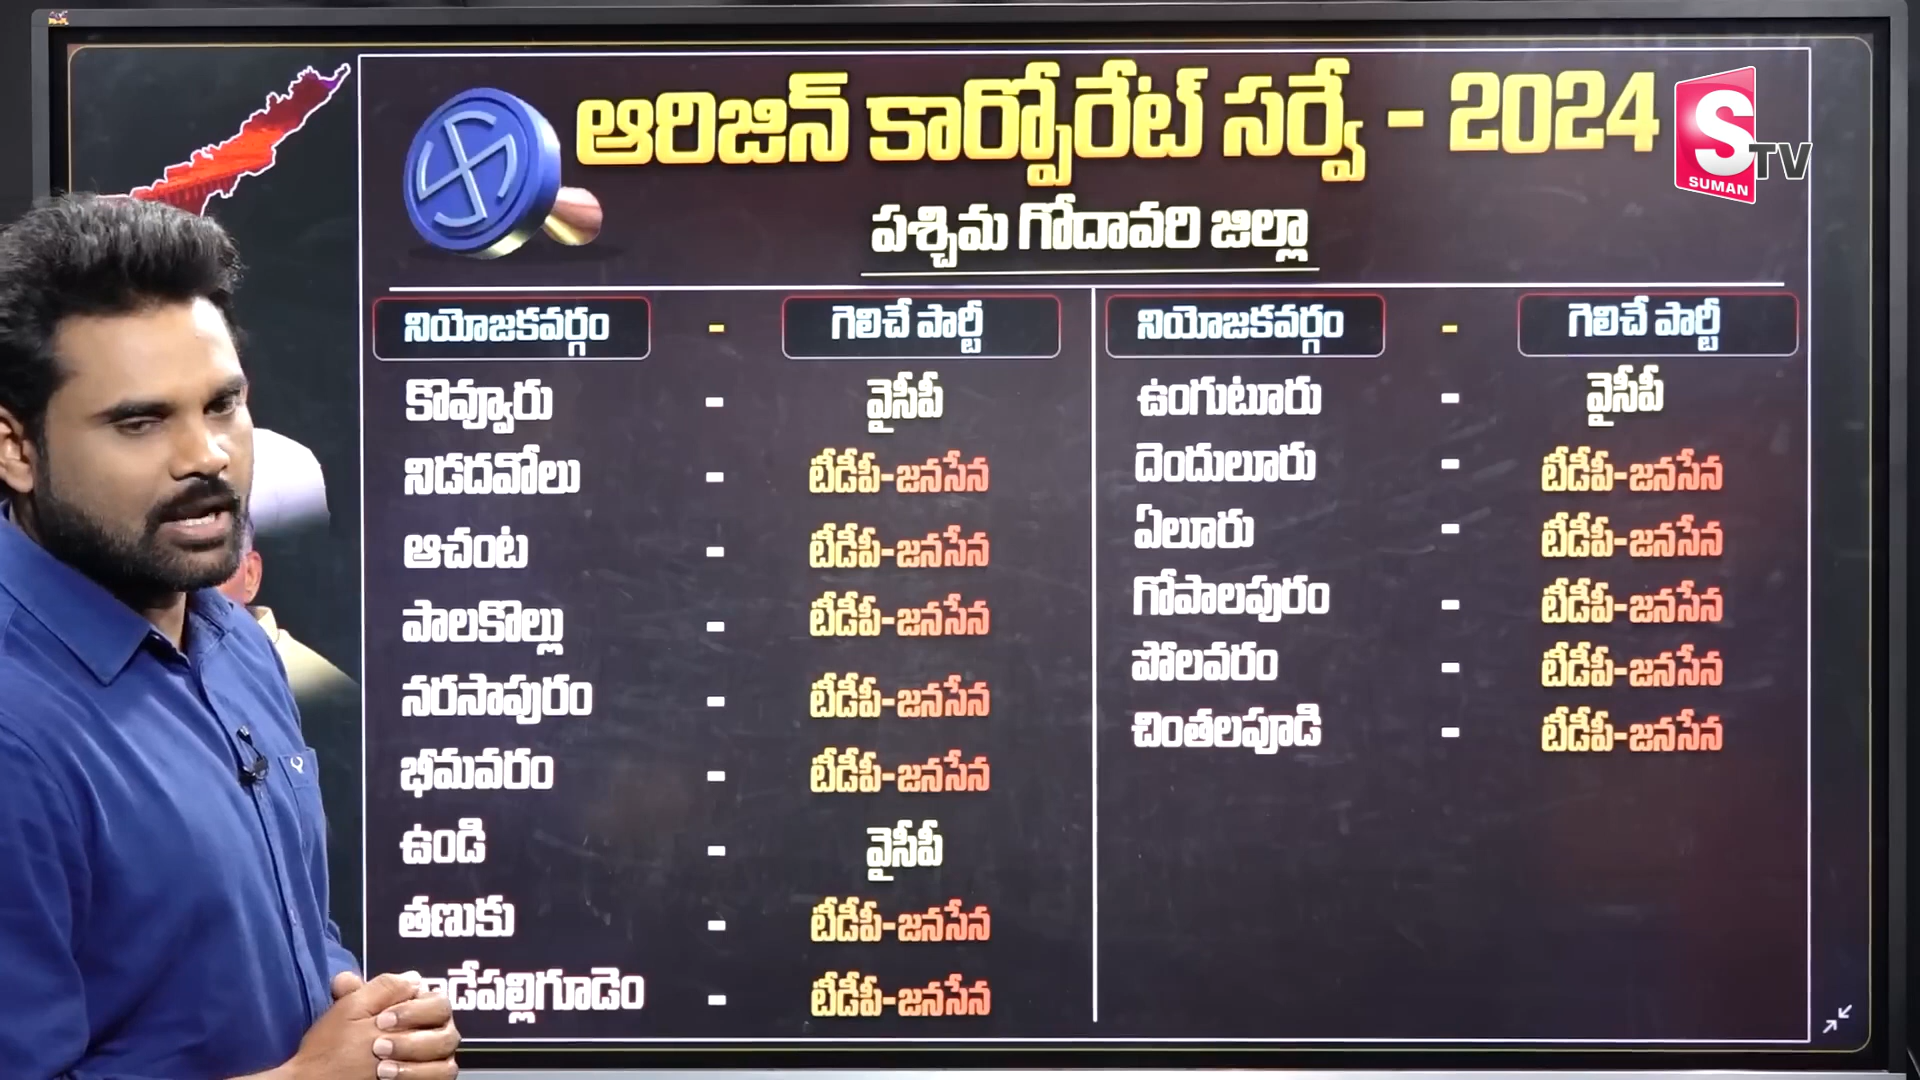 ఆరిజిన్ కార్పోరేట్ సర్వే - 2024
S TV
SUMAN
పశ్చిమ గోదావరి జిల్లా
నియోజకవర్గం - గెలిచే పార్టీ
కొవ్వూరు - వైసీపీ
నిడదవోలు - టీడీపీ-జనసేన
ఆచంట - టీడీపీ-జనసేన
పాలకొల్లు - టీడీపీ-జనసేన
నరసాపురం - టీడీపీ-జనసేన
భీమవరం - టీడీపీ-జనసేన
ఉండి - వైసీపీ
తణుకు - టీడీపీ-జనసేన
తాడేపల్లిగూడెం - టీడీపీ-జనసేన
నియోజకవర్గం - గెలిచే పార్టీ
ఉంగుటూరు - వైసీపీ
దెందులూరు - టీడీపీ-జనసేన
ఏలూరు - టీడీపీ-జనసేన
గోపాలపురం - టీడీపీ-జనసేన
పోలవరం - టీడీపీ-జనసేన
చింతలపూడి - టీడీపీ-జనసేన